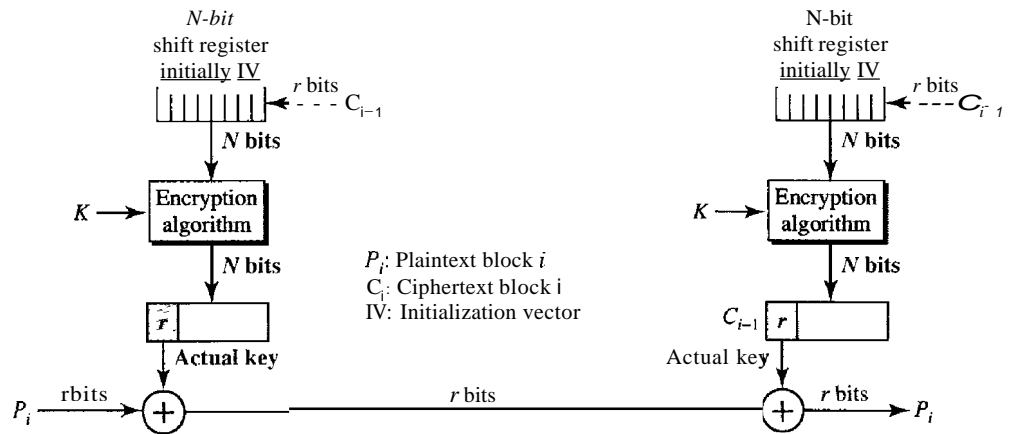 N-bit
shift register
initially IV
r bits
C i-1
N bits
K
Encryption
algorithm
N bits
r
Actual key
P i
rbits
+
P i: Plaintext block i
C i: Ciphertext block i
IV: Initialization vector
r bits
N-bit
shift register
initially IV
r bits
C i-1
N bits
K
Encryption
algorithm
N bits
C i-1
r
Actual key
+
r bits
P i